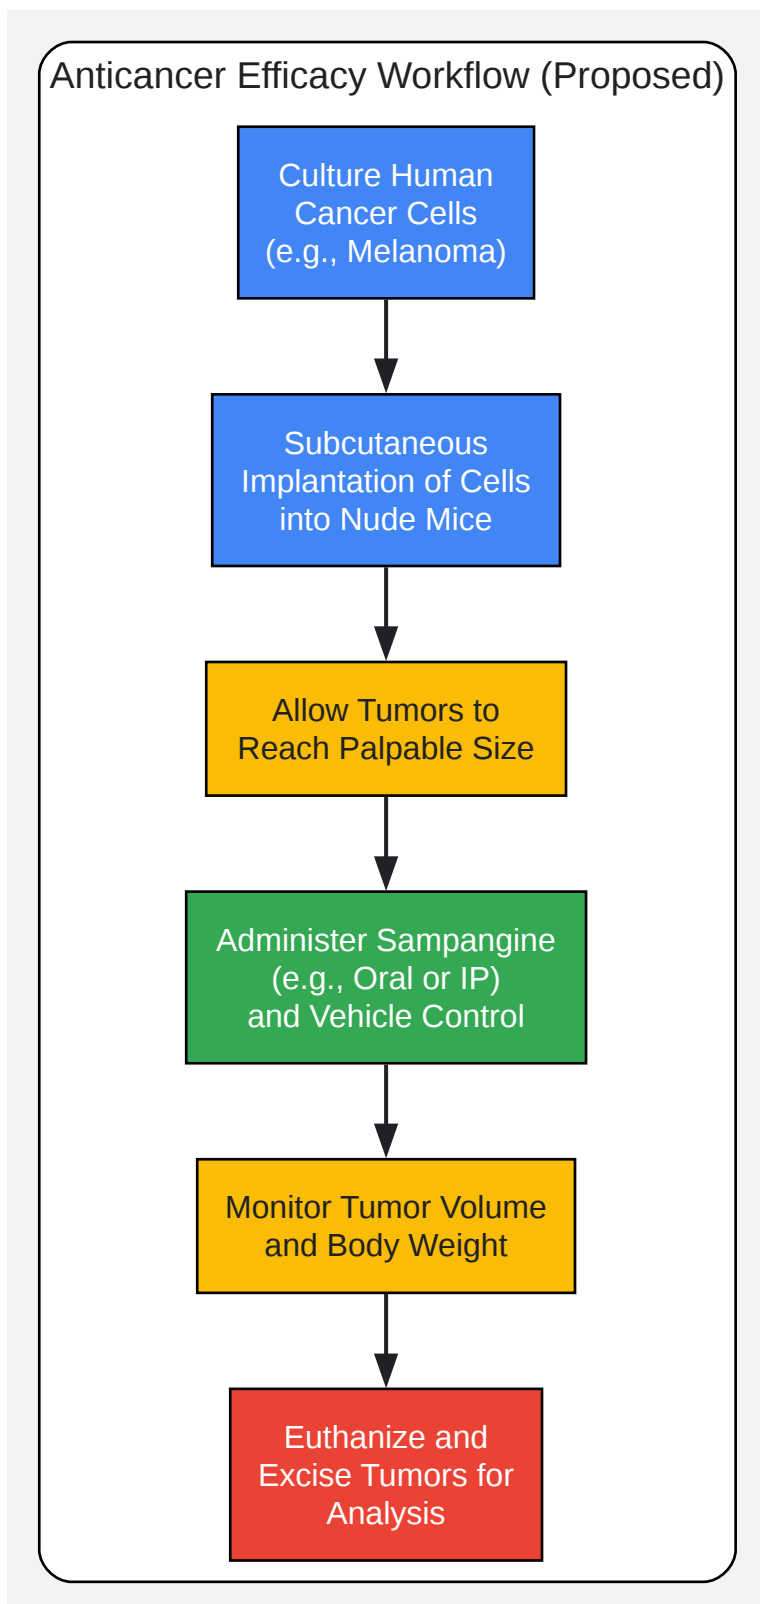 Anticancer Efficacy Workflow (Proposed)
Culture Human
Cancer Cells
(e.g., Melanoma)
Subcutaneous
Implantation of Cells
into Nude Mice
Allow Tumors to
Reach Palpable Size
Administer Sampangine
(e.g., Oral or IP)
and Vehicle Control
Monitor Tumor Volume
and Body Weight
Euthanize and
Excise Tumors for
Analysis